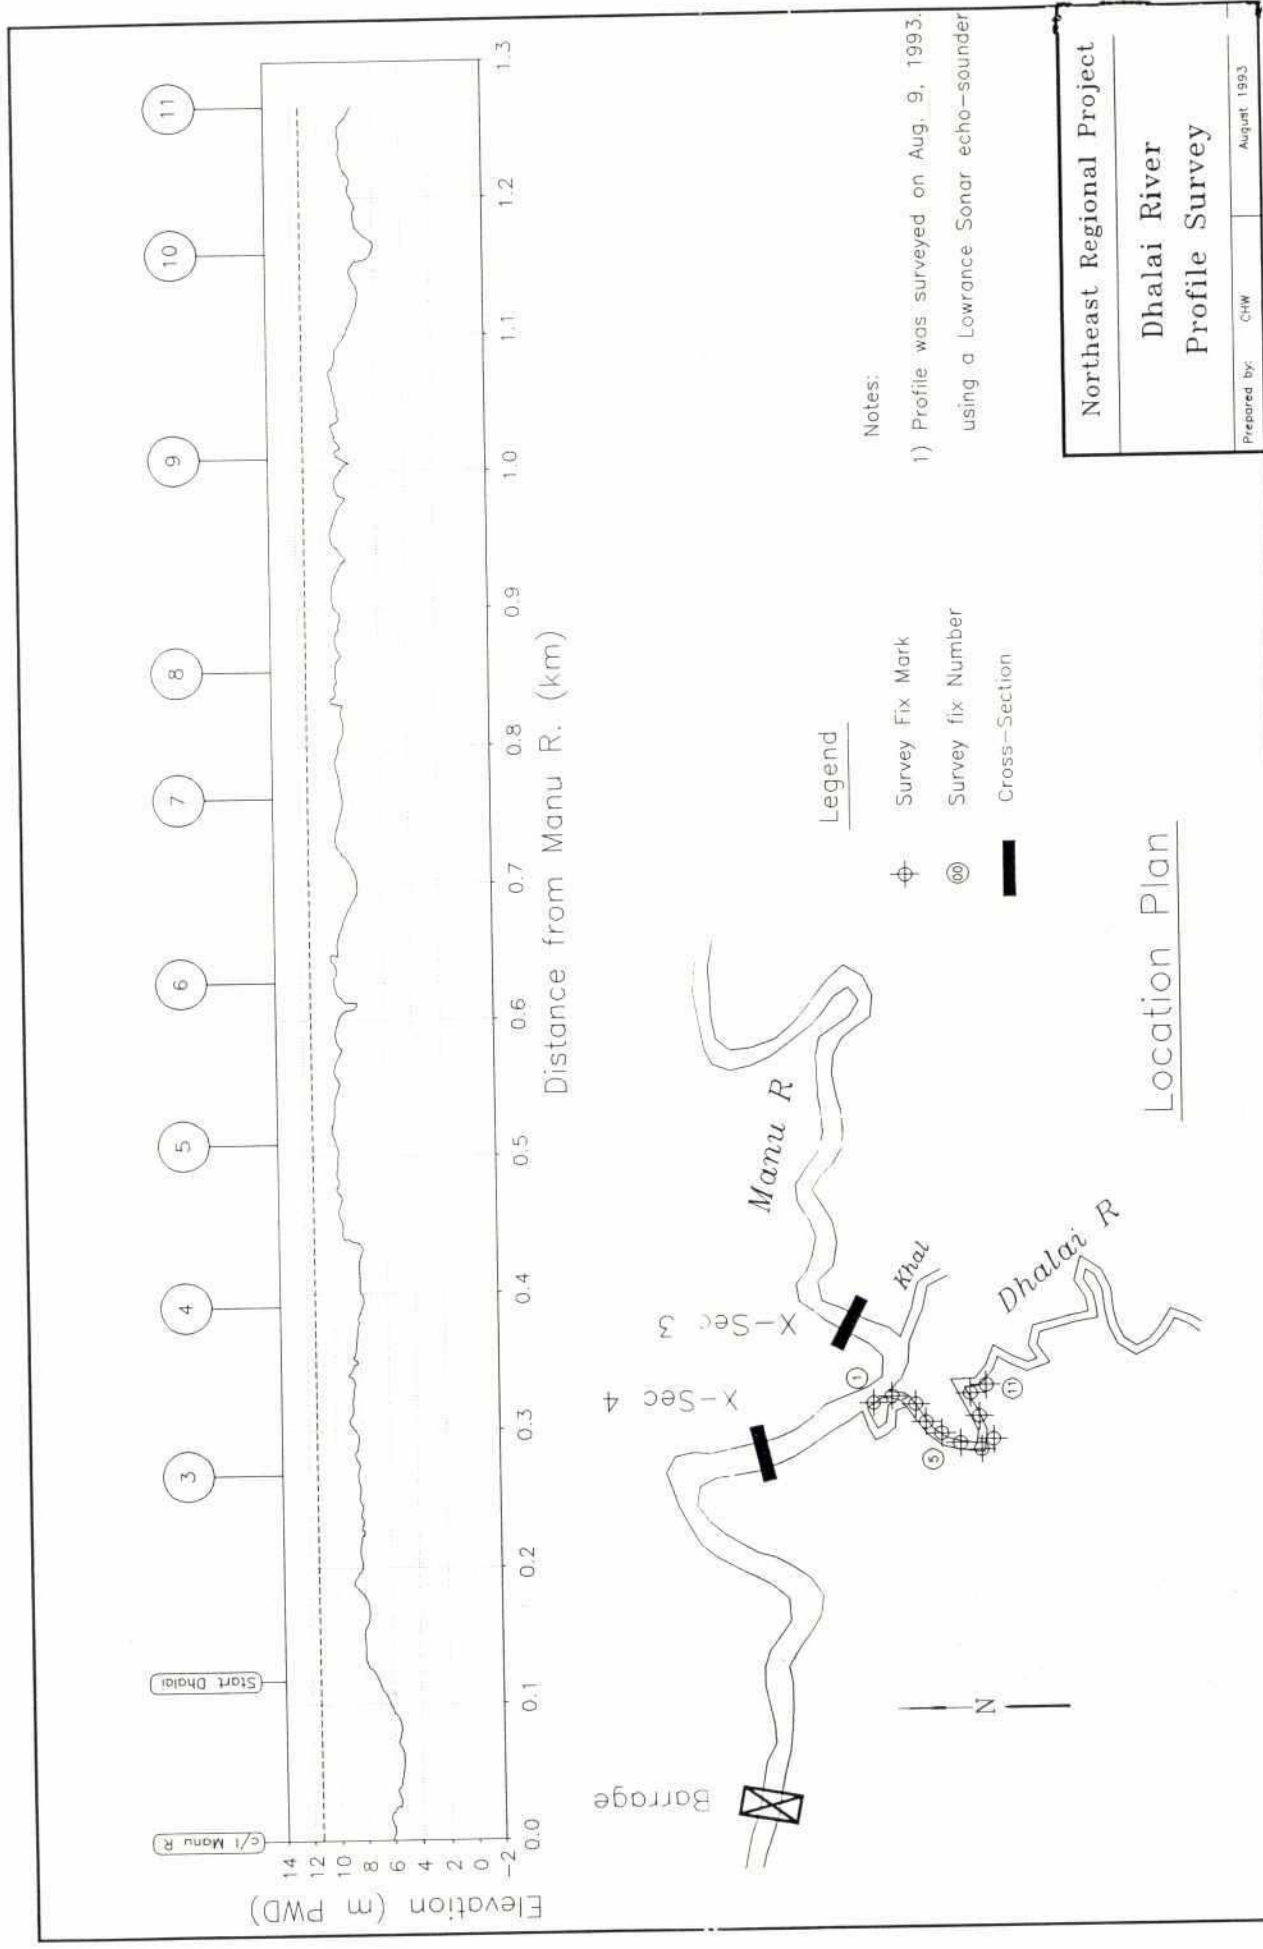 c/l Manu R
Start Dhalai
3
4
5
6
7
8
9
10
11
Elevation (m PWD)
14
12
10
8
6
4
2
0
-2
0.0
0.1
0.2
0.3
0.4
0.5
0.6
0.7
0.8
0.9
1.0
1.1
1.2
1.3
Distance from Manu R. (km)
Barrage
X-Sec 4
X-Sec 3
Manu R
Khal
Dhalai R
1
5
11
N
Location Plan
Legend
Survey Fix Mark
00
Survey fix Number
Cross-Section
Notes:
1) Profile was surveyed on Aug. 9, 1993.
using a Lowrance Sonar echo-sounder
Northeast Regional Project
Dhalai River
Profile Survey
Prepared by: CHW
August 1993